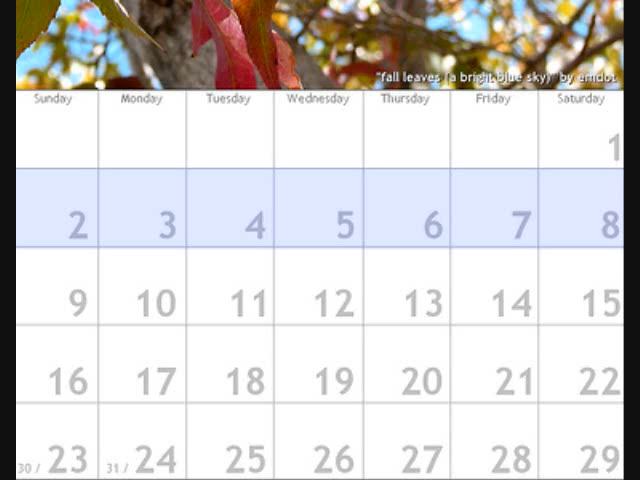 "fall leaves (a bright blue sky)" by emdot
Sunday Monday Tuesday Wednesday Thursday Friday Saturday
1
2 3 4 5 6 7 8
9 10 11 12 13 14 15
16 17 18 19 20 21 22
30 / 23 31 / 24 25 26 27 28 29